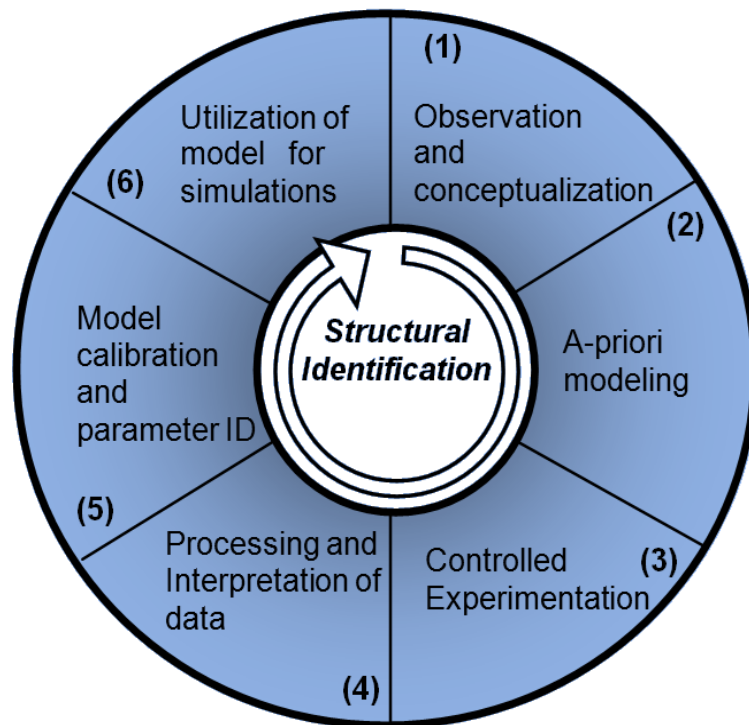 (1)
Observation
and
conceptualization
(2)
A-priori
modeling
(3)
Controlled
Experimentation
(4)
Processing and
Interpretation of
data
(5)
Model
calibration
and
parameter ID
(6)
Utilization of
model for
simulations
Structural
Identification